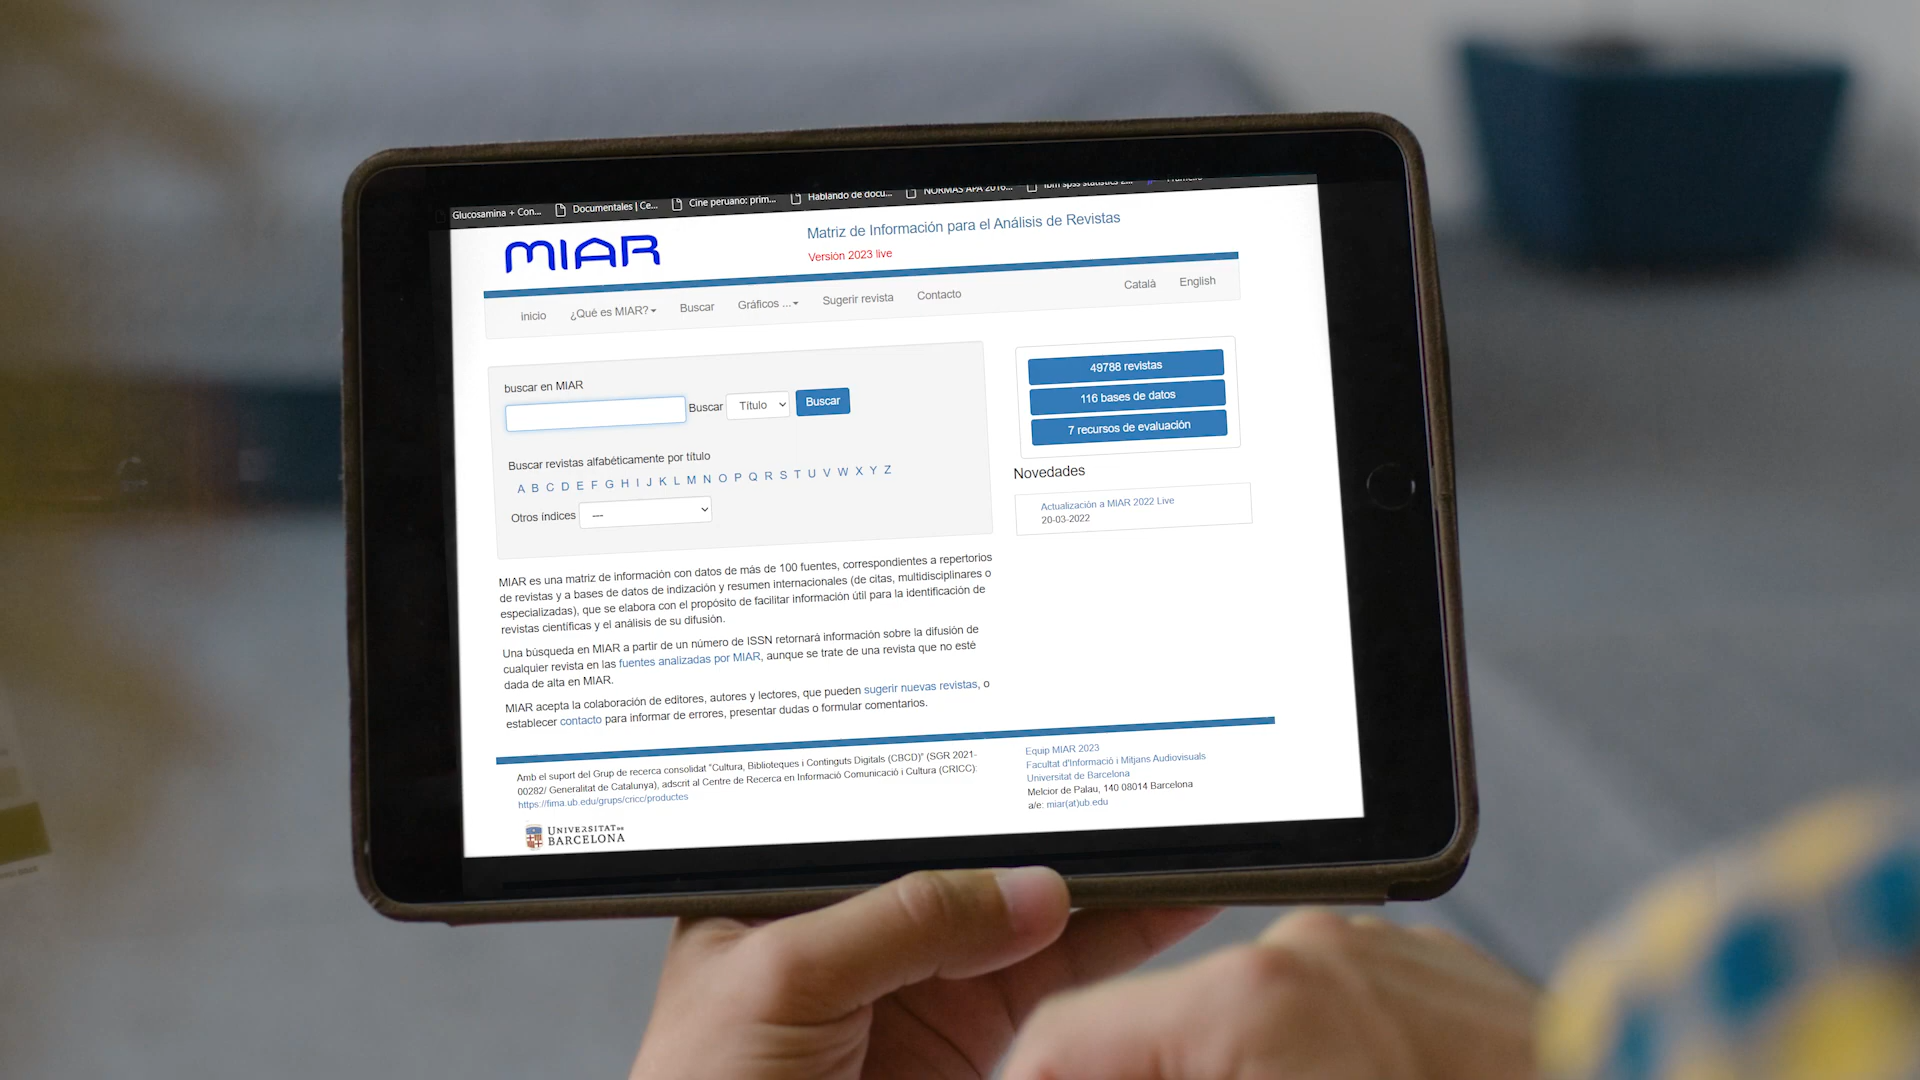 Glucosamina + Con... Documentales | Ce... Cine peruano: prim... Hablando de docu... NORMAS APA 2016... ibm spss statistics 2...
MIAR
Matriz de Información para el Análisis de Revistas
Versión 2023 live
inicio ¿Qué es MIAR? Buscar Gráficos ... Sugerir revista Contacto Català English
buscar en MIAR
Buscar Título Buscar
Buscar revistas alfabéticamente por título
A B C D E F G H I J K L M N O P Q R S T U V W X Y Z
Otros índices ---
49788 revistas
116 bases de datos
7 recursos de evaluación
Novedades
Actualización a MIAR 2022 Live
20-03-2022
MIAR es una matriz de información con datos de más de 100 fuentes, correspondientes a repertorios
de revistas y a bases de datos de indización y resumen internacionales (de citas, multidisciplinares o
especializadas), que se elabora con el propósito de facilitar información útil para la identificación de
revistas científicas y el análisis de su difusión.
Una búsqueda en MIAR a partir de un número de ISSN retornará información sobre la difusión de
cualquier revista en las fuentes analizadas por MIAR, aunque se trate de una revista que no esté
dada de alta en MIAR.
MIAR acepta la colaboración de editores, autores y lectores, que pueden sugerir nuevas revistas, o
establecer contacto para informar de errores, presentar dudas o formular comentarios.
Amb el suport del Grup de recerca consolidat "Cultura, Biblioteques i Continguts Digitals (CBCD)" (SGR 2021-
00282/ Generalitat de Catalunya), adscrit al Centre de Recerca en Informació Comunicació i Cultura (CRICC):
https://fima.ub.edu/grups/cricc/productes
UNIVERSITAT DE
BARCELONA
Equip MIAR 2023
Facultat d'Informació i Mitjans Audiovisuals
Universitat de Barcelona
Melcior de Palau, 140 08014 Barcelona
a/e: miar(at)ub.edu